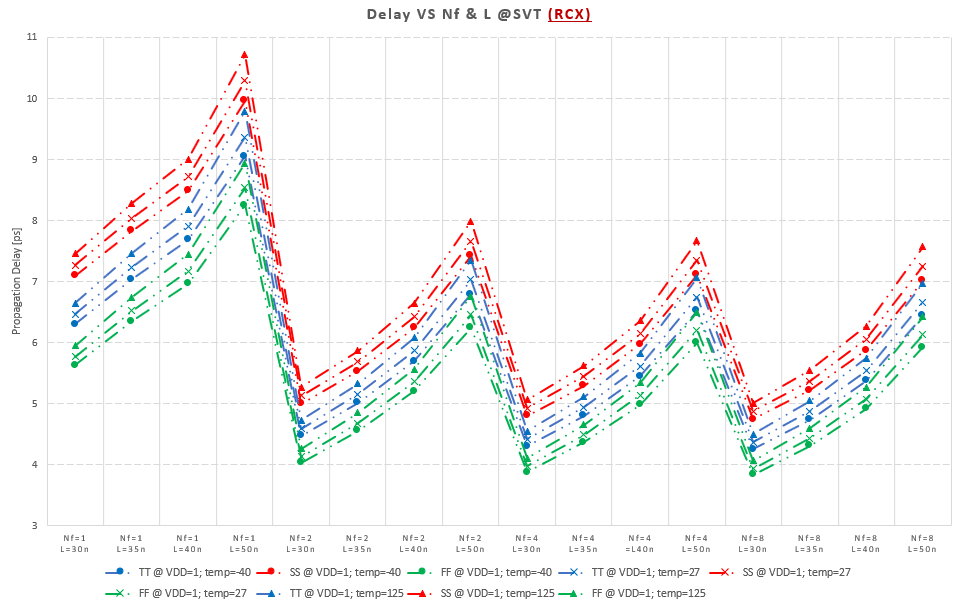 Delay VS Nf & L @SVT (RCX)
11
10
9
8
7
6
5
4
3
Propagation Delay [ps]
Nf=1 Nf=1 Nf=1 Nf=1 Nf=2 Nf=2 Nf=2 Nf=2 Nf=4 Nf=4 Nf=4 Nf=4 Nf=8 Nf=8 Nf=8 Nf=8
L=30n L=35n L=40n L=50n L=30n L=35n L=40n L=50n L=30n L=35n =L40n L=50n L=30n L=35n L=40n L=50n
TT @ VDD=1; temp=-40 SS @ VDD=1; temp=-40 FF @ VDD=1; temp=-40 TT @ VDD=1; temp=27 SS @ VDD=1; temp=27
FF @ VDD=1; temp=27 TT @ VDD=1; temp=125 SS @ VDD=1; temp=125 FF @ VDD=1; temp=125